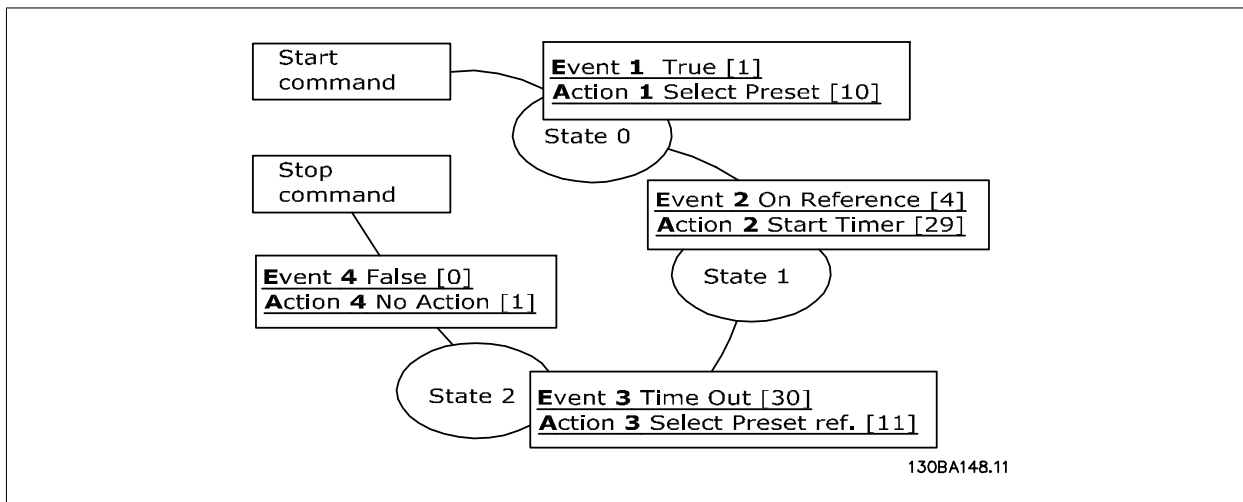 Start
command
Event 1 True [1]
Action 1 Select Preset [10]
State 0
Stop
command
Event 2 On Reference [4]
Action 2 Start Timer [29]
State 1
Event 4 False [0]
Action 4 No Action [1]
State 2
Event 3 Time Out [30]
Action 3 Select Preset ref. [11]
130BA148.11